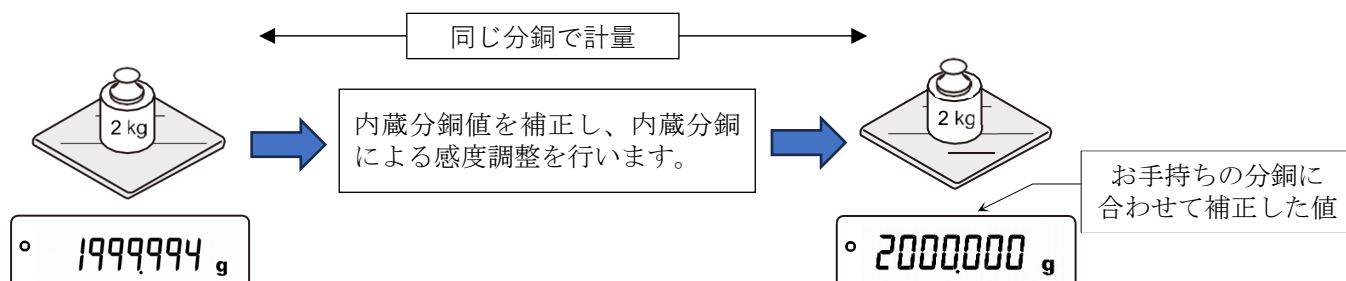 同じ分銅で計量
2 kg
内蔵分銅値を補正し、内蔵分銅
による感度調整を行います。
2 kg
お手持ちの分銅に
合わせて補正した値
1999.994 g
2000.000 g